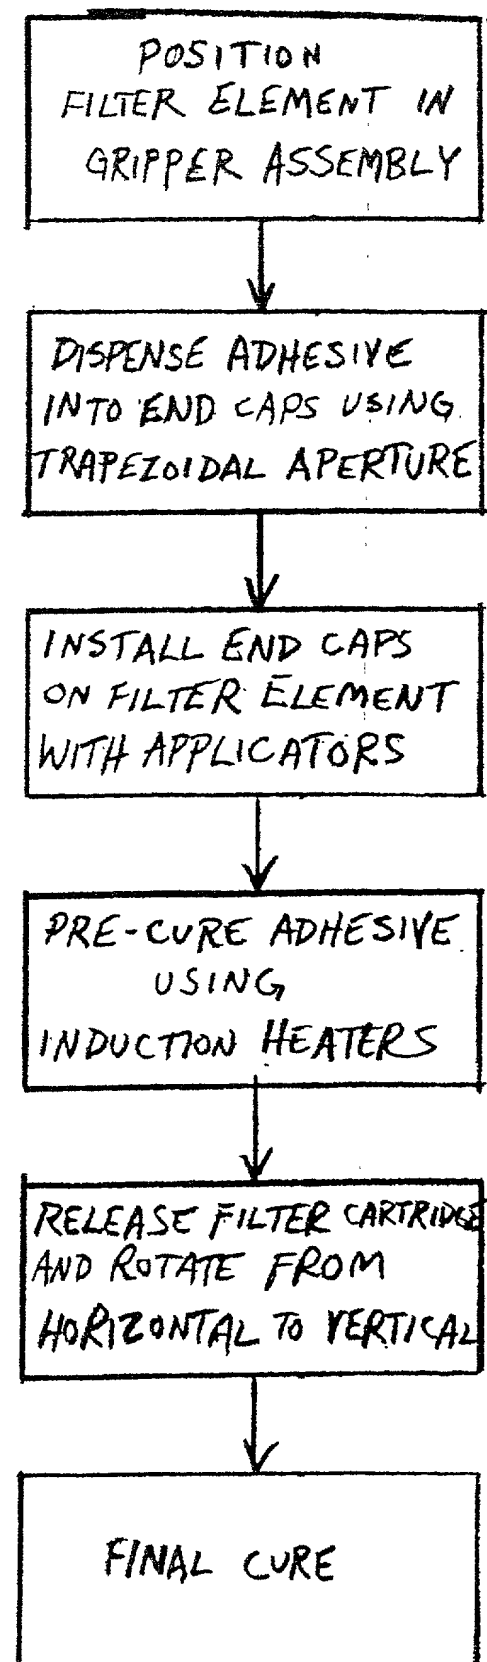 POSITION
FILTER ELEMENT IN
GRIPPER ASSEMBLY
DISPENSE ADHESIVE
INTO END CAPS USING
TRAPEZOIDAL APERTURE
INSTALL END CAPS
ON FILTER ELEMENT
WITH APPLICATORS
PRE-CURE ADHESIVE
USING
INDUCTION HEATERS
RELEASE FILTER CARTRIDGE
AND ROTATE FROM
HORIZONTAL TO VERTICAL
FINAL CURE